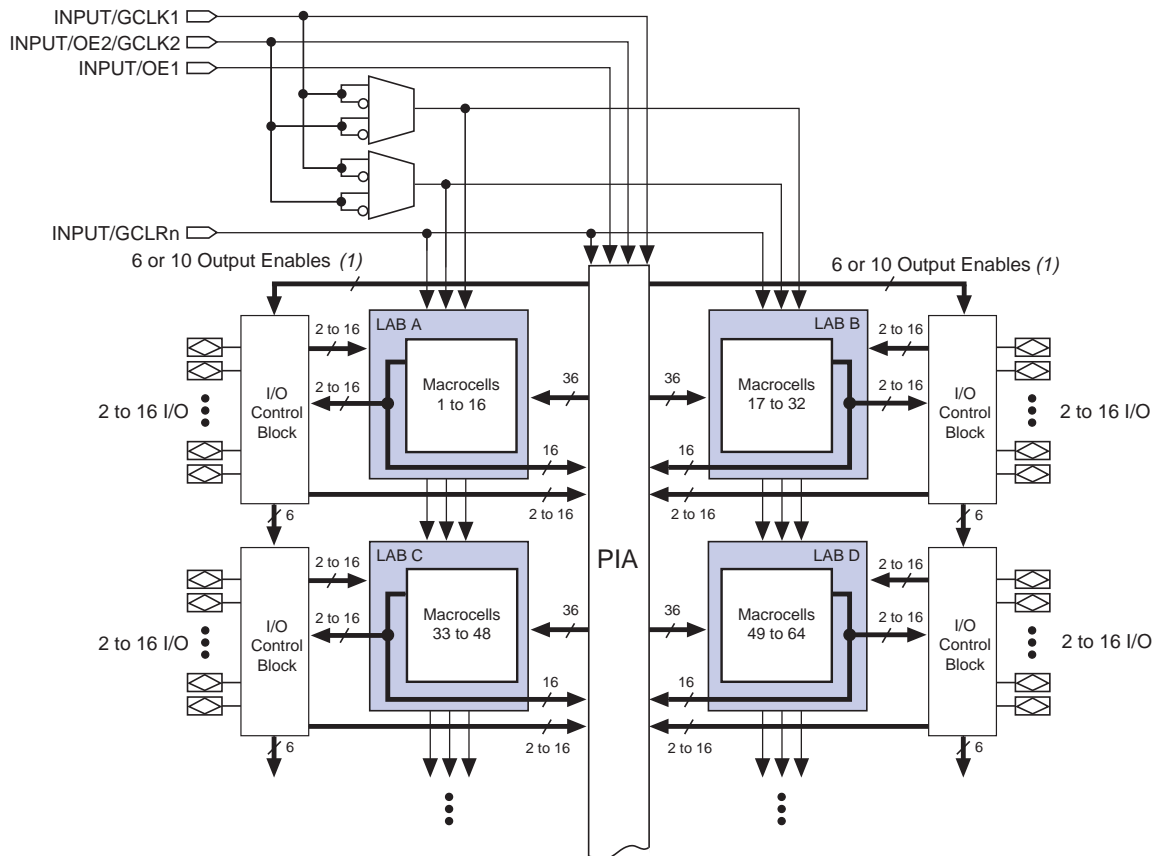 INPUT/GCLK1
INPUT/OE2/GCLK2
INPUT/OE1
INPUT/GCLRn
6 or 10 Output Enables (1)
6 or 10 Output Enables (1)
LAB A
LAB B
2 to 16
2 to 16
I/O
Control
Block
2 to 16 I/O
2 to 16
Macrocells
1 to 16
36
36
Macrocells
17 to 32
2 to 16
I/O
Control
Block
2 to 16 I/O
16
16
2 to 16
2 to 16
6
6
PIA
LAB C
LAB D
2 to 16
2 to 16
I/O
Control
Block
2 to 16 I/O
2 to 16
Macrocells
33 to 48
36
36
Macrocells
49 to 64
2 to 16
I/O
Control
Block
2 to 16 I/O
16
16
2 to 16
2 to 16
6
6